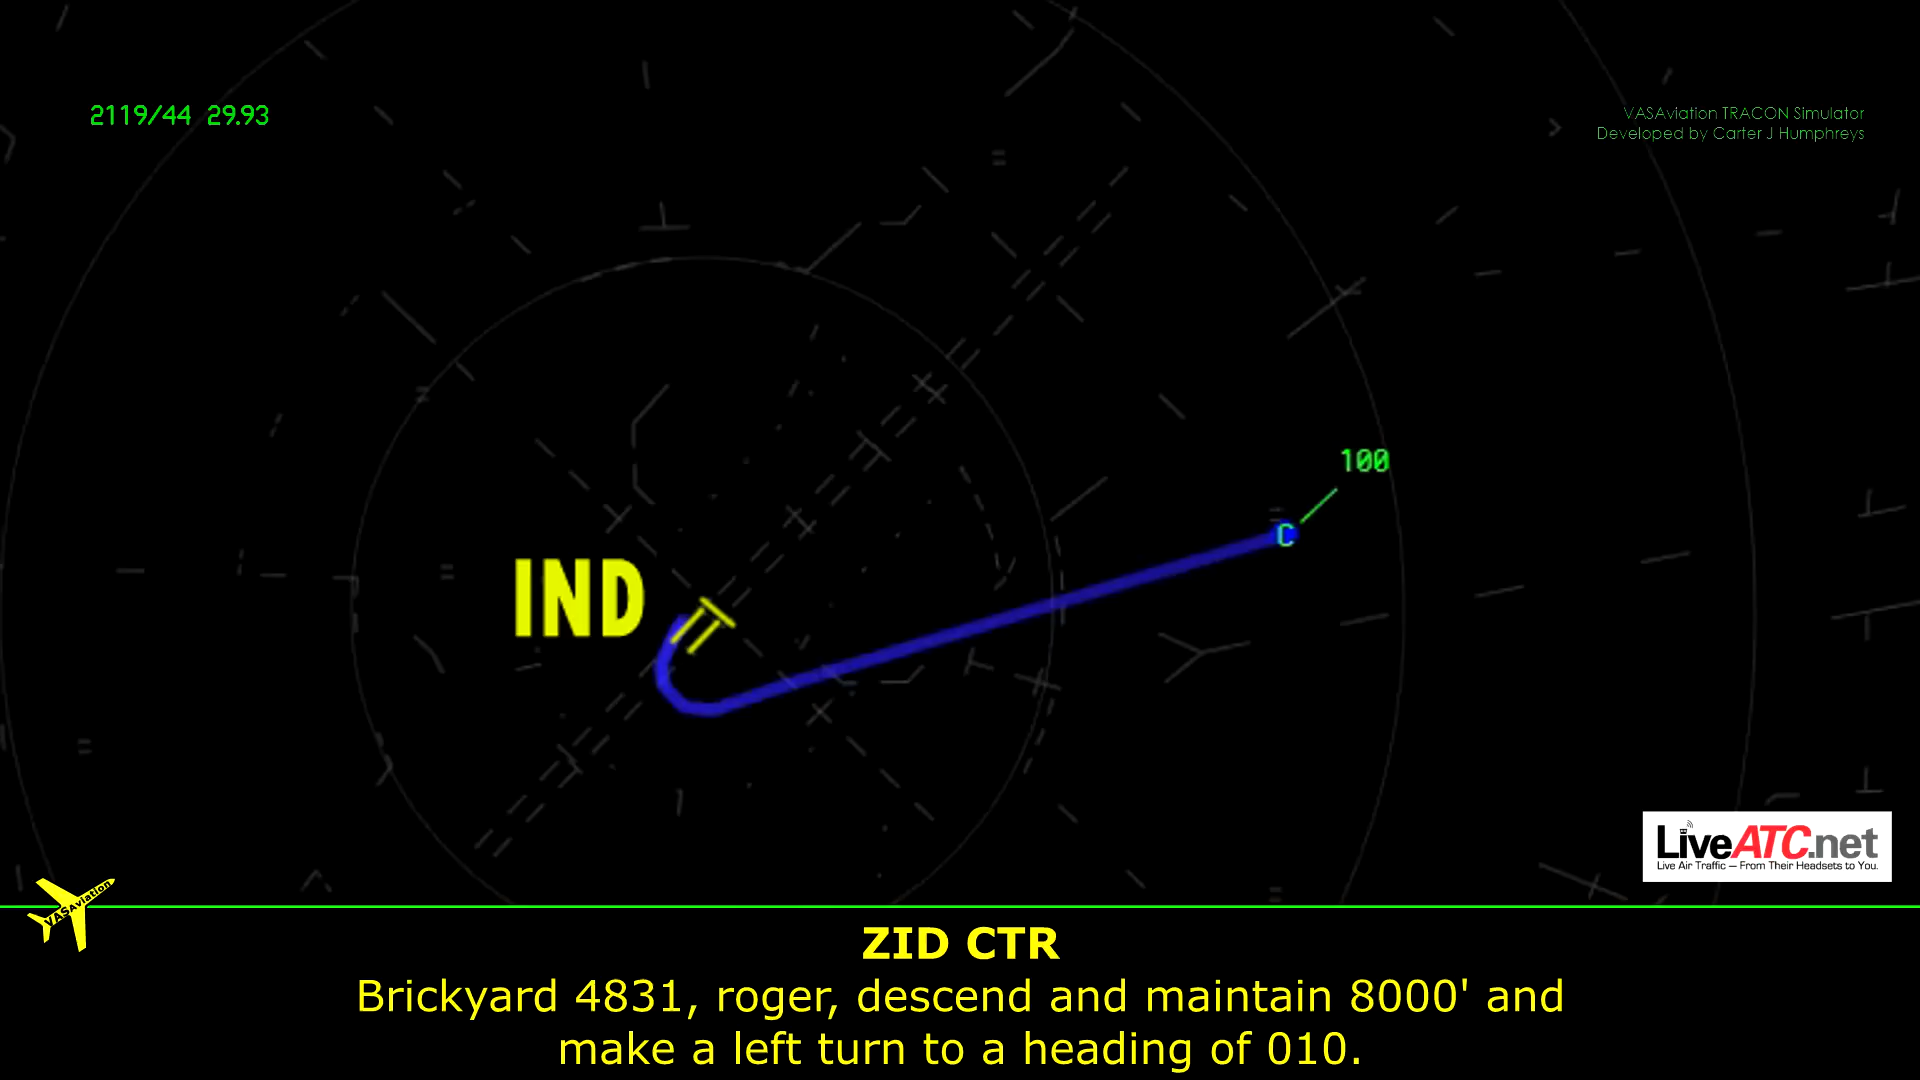 2119/44 29.93
VASAviation TRACON Simulator
Developed by Carter J Humphreys
100
C
IND
LiveATC.net
Live Air Traffic – From Their Headsets to You.
VASAviation
ZID CTR
Brickyard 4831, roger, descend and maintain 8000' and
make a left turn to a heading of 010.